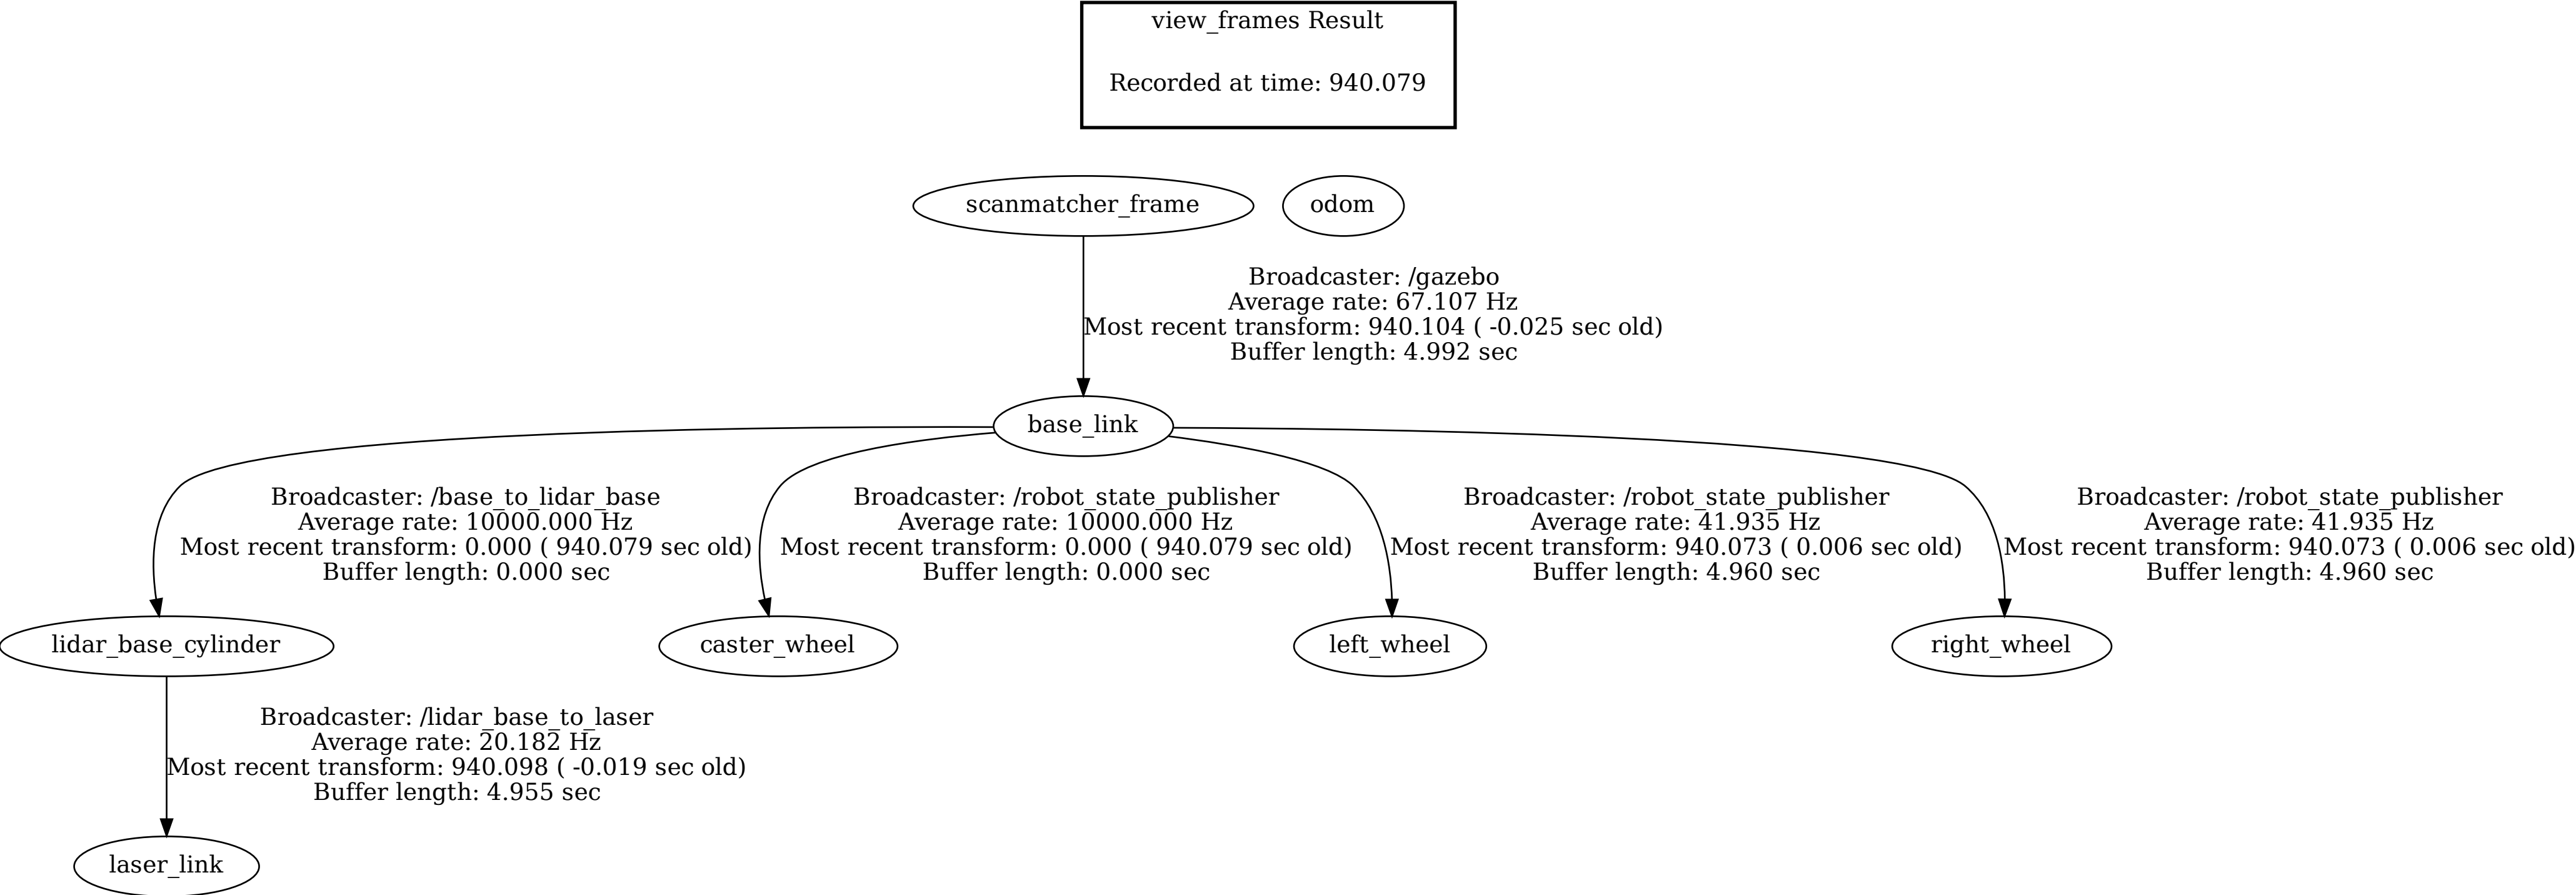 view_frames Result
Recorded at time: 940.079
scanmatcher_frame
odom
Broadcaster: /gazebo
Average rate: 67.107 Hz
Most recent transform: 940.104 ( -0.025 sec old)
Buffer length: 4.992 sec
base_link
Broadcaster: /base_to_lidar_base
Average rate: 10000.000 Hz
Most recent transform: 0.000 ( 940.079 sec old)
Buffer length: 0.000 sec
Broadcaster: /robot_state_publisher
Average rate: 10000.000 Hz
Most recent transform: 0.000 ( 940.079 sec old)
Buffer length: 0.000 sec
Broadcaster: /robot_state_publisher
Average rate: 41.935 Hz
Most recent transform: 940.073 ( 0.006 sec old)
Buffer length: 4.960 sec
Broadcaster: /robot_state_publisher
Average rate: 41.935 Hz
Most recent transform: 940.073 ( 0.006 sec old)
Buffer length: 4.960 sec
lidar_base_cylinder
caster_wheel
left_wheel
right_wheel
Broadcaster: /lidar_base_to_laser
Average rate: 20.182 Hz
Most recent transform: 940.098 ( -0.019 sec old)
Buffer length: 4.955 sec
laser_link